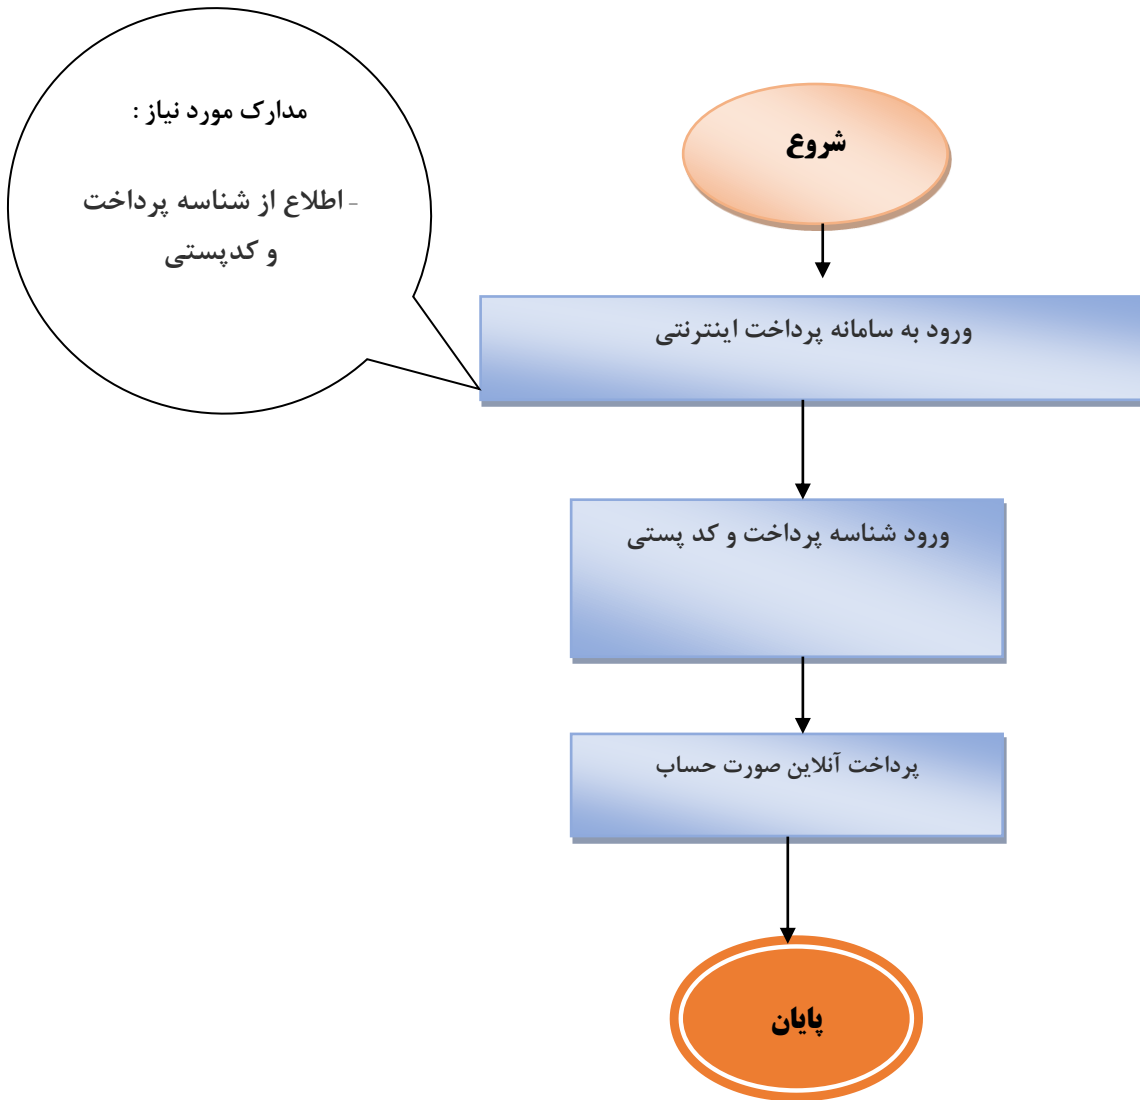 مدارک مورد نیاز :
- اطلاع از شناسه پرداخت
و کدپستی
شروع
ورود به سامانه پرداخت اینترنتی
ورود شناسه پرداخت و کد پستی
پرداخت آنلاین صورت حساب
پایان